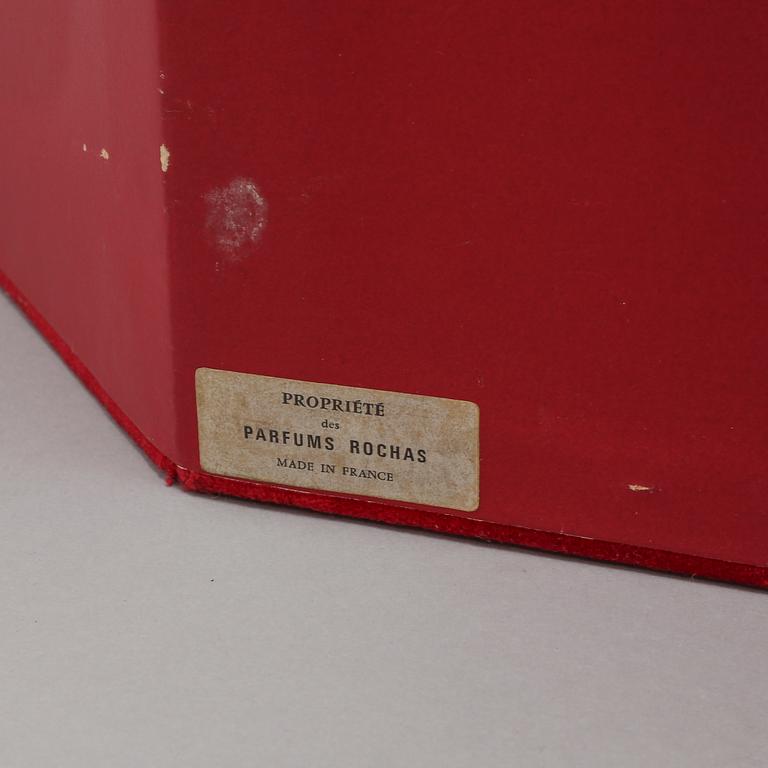 PROPRIÉTÉ
des
PARFUMS ROCHAS
MADE IN FRANCE